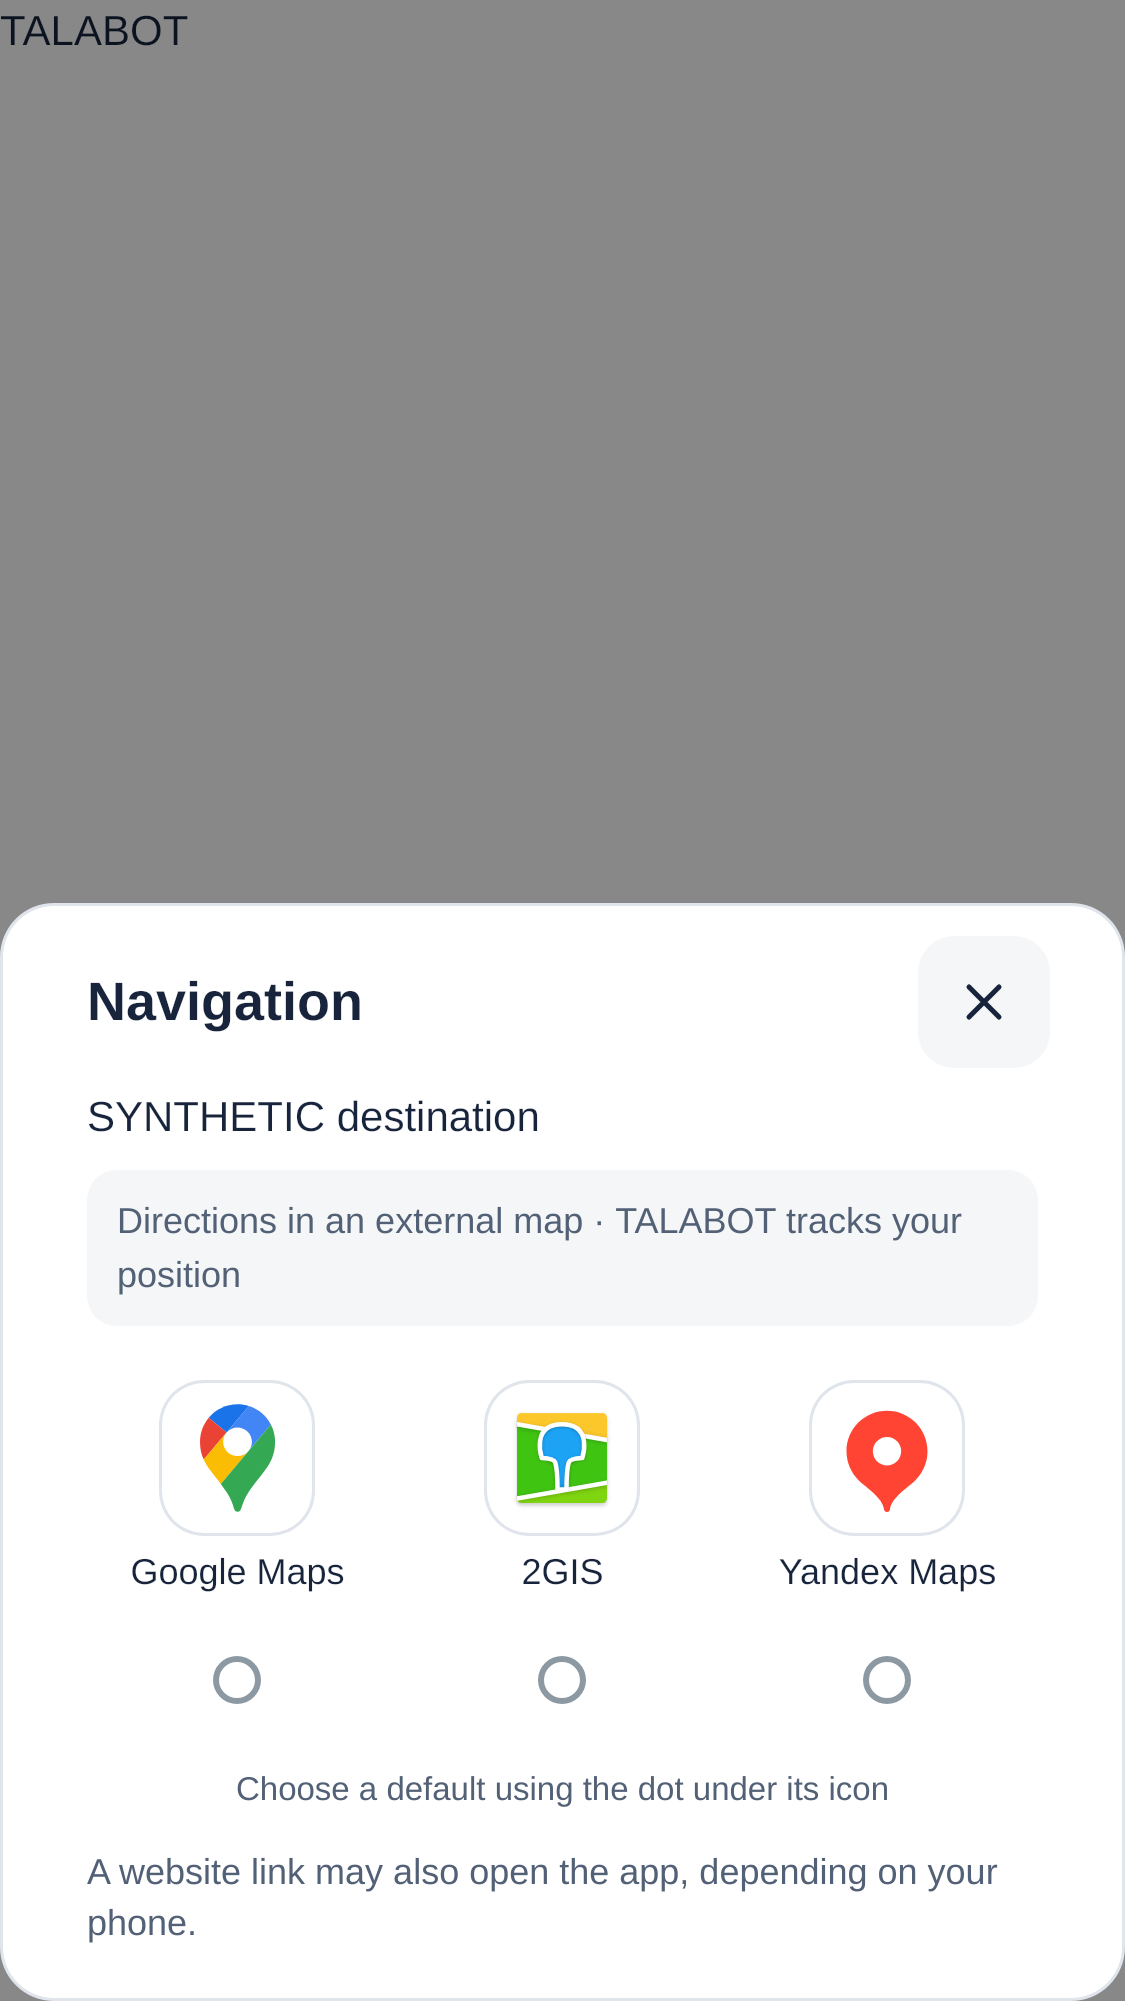 TALABOT
Navigation
SYNTHETIC destination
Directions in an external map · TALABOT tracks your
position
Google Maps
2GIS
Yandex Maps
Choose a default using the dot under its icon
A website link may also open the app, depending on your
phone.